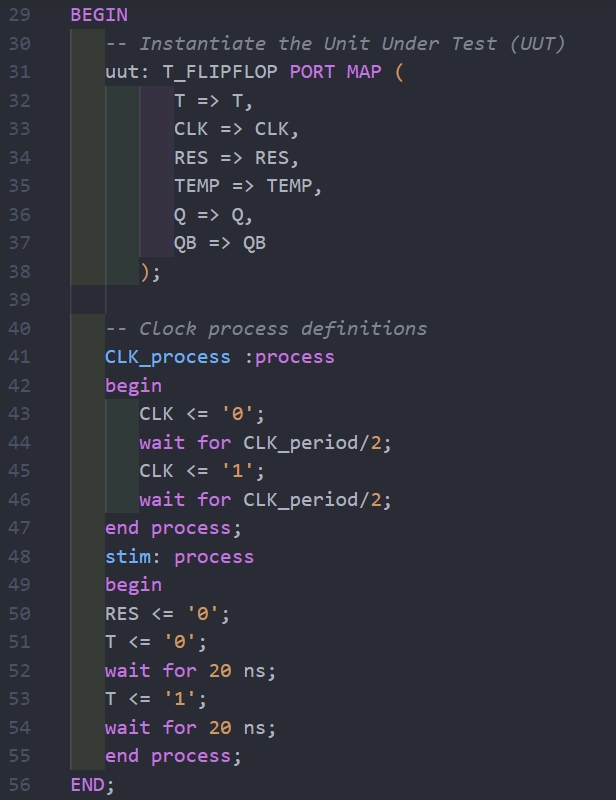 29 BEGIN
30 -- Instantiate the Unit Under Test (UUT)
31 uut: T_FLIPFLOP PORT MAP (
32 T => T,
33 CLK => CLK,
34 RES => RES,
35 TEMP => TEMP,
36 Q => Q,
37 QB => QB
38 );
39
40 -- Clock process definitions
41 CLK_process :process
42 begin
43 CLK <= '0';
44 wait for CLK_period/2;
45 CLK <= '1';
46 wait for CLK_period/2;
47 end process;
48 stim: process
49 begin
50 RES <= '0';
51 T <= '0';
52 wait for 20 ns;
53 T <= '1';
54 wait for 20 ns;
55 end process;
56 END;